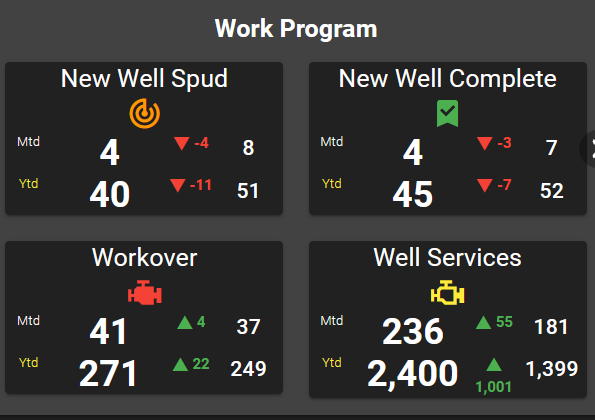 Work Program
New Well Spud
Mtd 4 ▼ -4 8
Ytd 40 ▼ -11 51
New Well Complete
Mtd 4 ▼ -3 7
Ytd 45 ▼ -7 52
Workover
Mtd 41 ▲ 4 37
Ytd 271 ▲ 22 249
Well Services
Mtd 236 ▲ 55 181
Ytd 2,400 ▲ 1,001 1,399